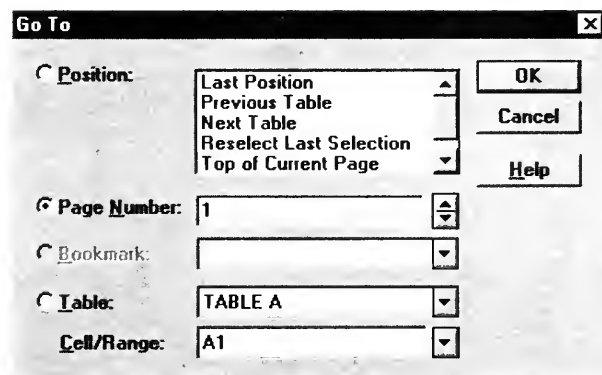 Go To
Position:
Last Position
Previous Table
Next Table
Reselect Last Selection
Top of Current Page
OK
Cancel
Help
Page Number: 1
Bookmark:
Table: TABLE A
Cell/Range: A1